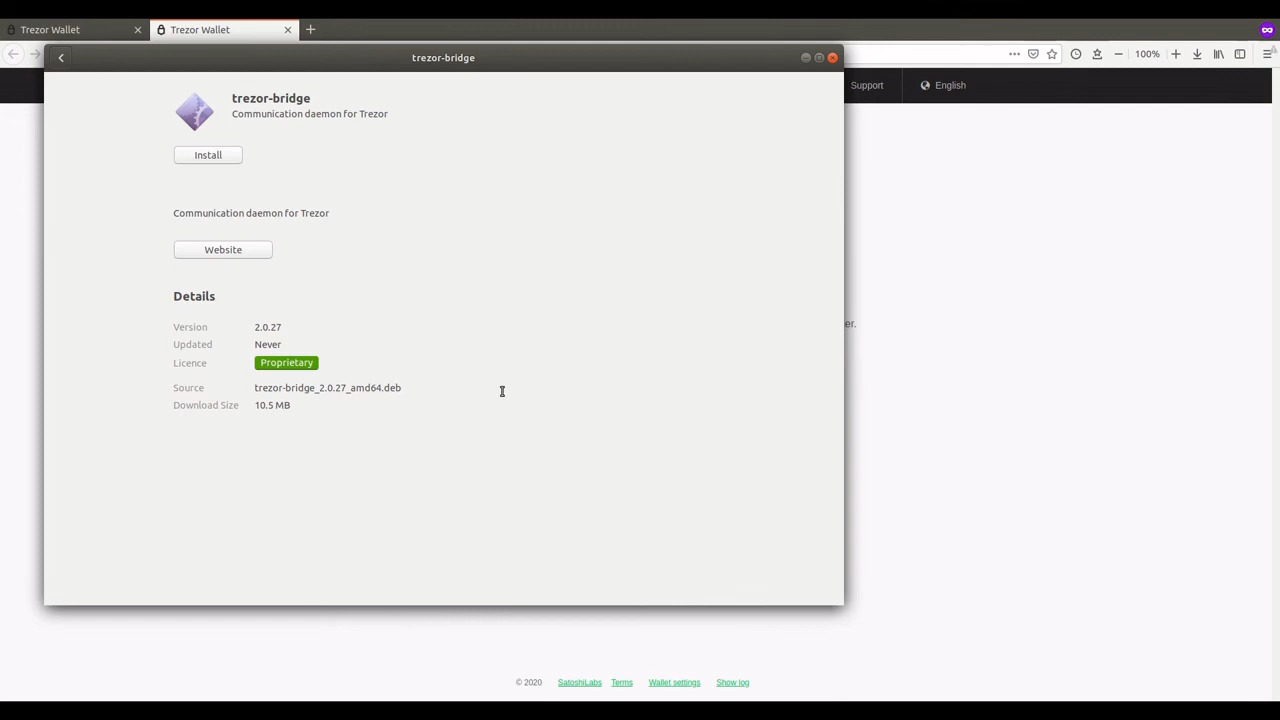 Trezor Wallet
Trezor Wallet
100%
trezor-bridge
Support
English
trezor-bridge
Communication daemon for Trezor
Install
Communication daemon for Trezor
Website
Details
Version 2.0.27
Updated Never
Licence Proprietary
Source trezor-bridge_2.0.27_amd64.deb
Download Size 10.5 MB
er.
© 2020 SatoshiLabs Terms Wallet settings Show log